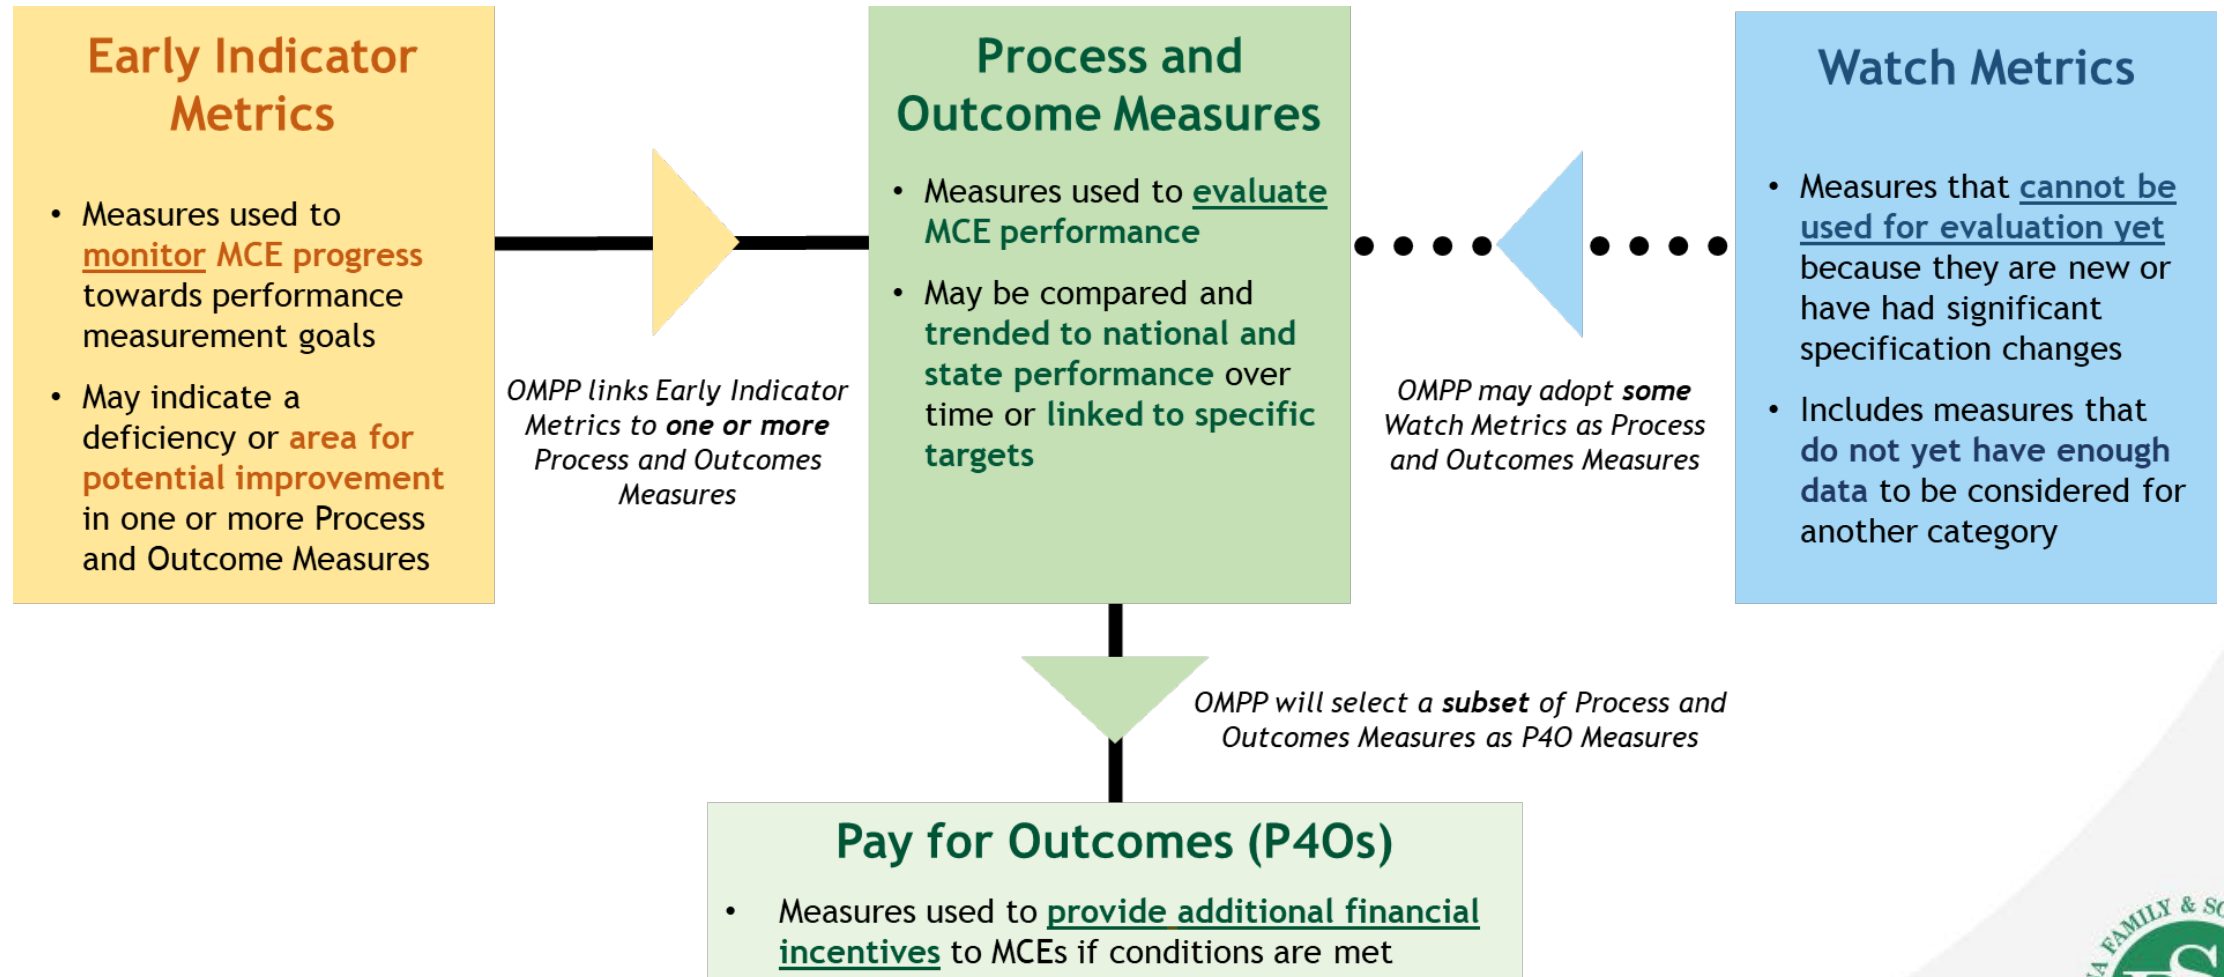 Early Indicator
Metrics
• Measures used to
monitor MCE progress
towards performance
measurement goals
• May indicate a
deficiency or area for
potential improvement
in one or more Process
and Outcome Measures
OMPP links Early Indicator
Metrics to one or more
Process and Outcomes
Measures
Process and
Outcome Measures
• Measures used to evaluate
MCE performance
• May be compared and
trended to national and
state performance over
time or linked to specific
targets
OMPP may adopt some
Watch Metrics as Process
and Outcomes Measures
Watch Metrics
• Measures that cannot be
used for evaluation yet
because they are new or
have had significant
specification changes
• Includes measures that
do not yet have enough
data to be considered for
another category
OMPP will select a subset of Process and
Outcomes Measures as P4O Measures
Pay for Outcomes (P4Os)
• Measures used to provide additional financial
incentives to MCEs if conditions are met
FAMILY &